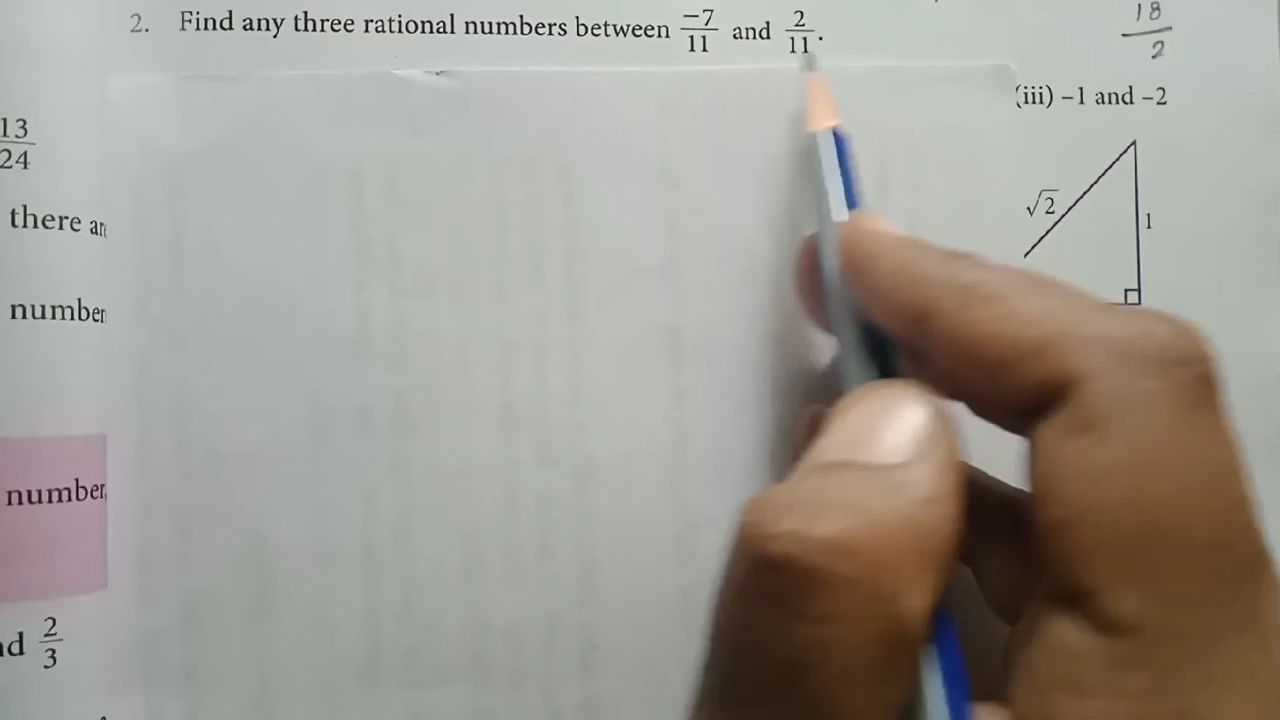 2. Find any three rational numbers between -7/11 and 2/11.
18/2
(iii) –1 and –2
13/24
√2
1
there
number
number
2/3